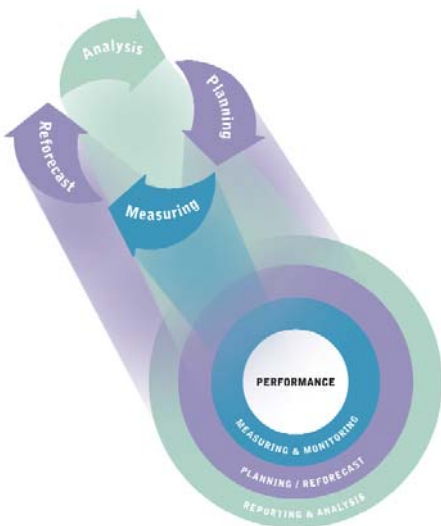 Analysis
Planning
Reforecast
Measuring
PERFORMANCE
MEASURING & MONITORING
PLANNING / REFORECAST
REPORTING & ANALYSIS